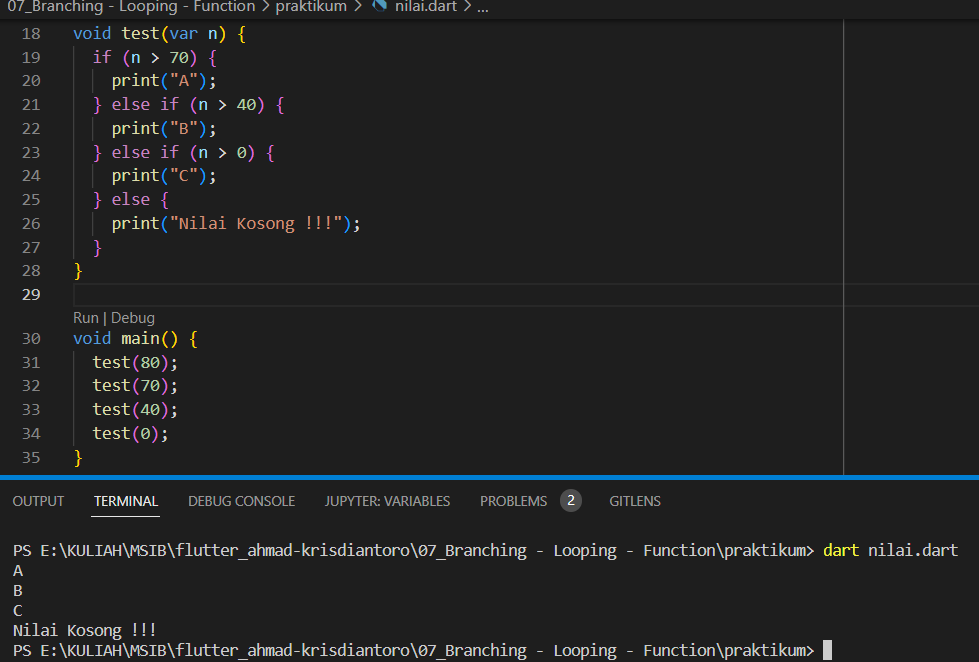 07_Branching - Looping - Function > praktikum > nilai.dart > ...
18 void test(var n) {
19 if (n > 70) {
20 print("A");
21 } else if (n > 40) {
22 print("B");
23 } else if (n > 0) {
24 print("C");
25 } else {
26 print("Nilai Kosong !!!");
27 }
28 }
29
Run | Debug
30 void main() {
31 test(80);
32 test(70);
33 test(40);
34 test(0);
35 }
OUTPUT TERMINAL DEBUG CONSOLE JUPYTER: VARIABLES PROBLEMS 2 GITLENS
PS E:\KULIAH\MSIB\flutter_ahmad-krisdiantoro\07_Branching - Looping - Function\praktikum> dart nilai.dart
A
B
C
Nilai Kosong !!!
PS E:\KULIAH\MSIB\flutter_ahmad-krisdiantoro\07_Branching - Looping - Function\praktikum>